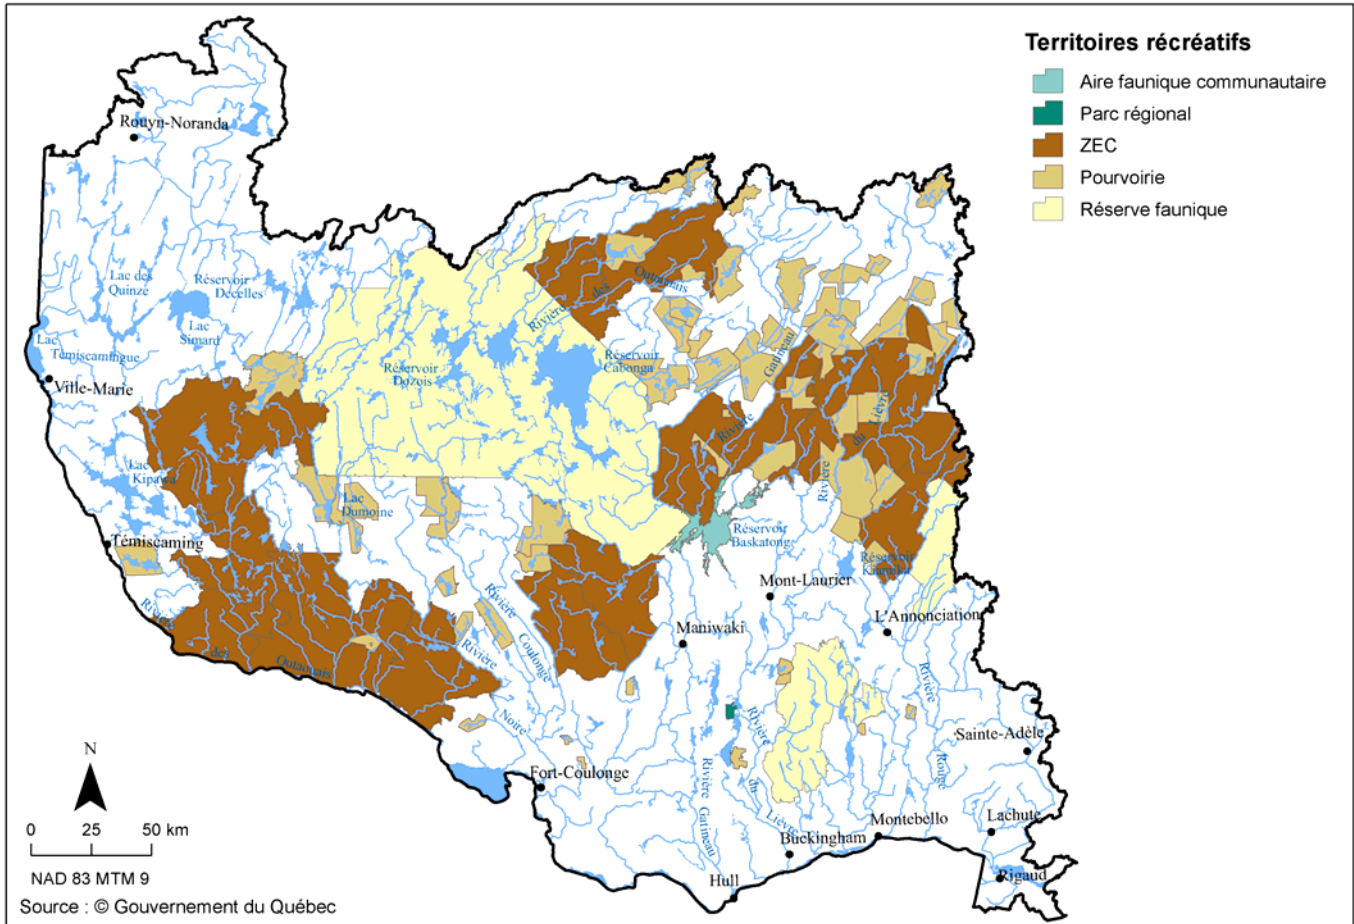 Territoires récréatifs
Aire faunique communautaire
Parc régional
ZEC
Pourvoirie
Réserve faunique
Rouyn-Noranda
Lac des
Quinze
Réservoir
Decelles
Lac
Simard
Lac
Témiscamingue
Ville-Marie
Réservoir
Dozois
Rivière des Outaouais
Réservoir
Cabonga
Rivière Gatineau
Rivière du Lièvre
Lac
Kipawa
Lac
Dumoine
Témiscaming
Réservoir
Baskatong
Réservoir
Kiamika
Mont-Laurier
L'Annonciation
Maniwaki
Rivière des Outaouais
Rivière Coulonge
Rivière Noire
Rivière Gatineau
Rivière du Lièvre
Rivière Rouge
Sainte-Adèle
Fort-Coulonge
Buckingham
Montebello
Lachute
Hull
Rigaud
N
0 25 50 km
NAD 83 MTM 9
Source : © Gouvernement du Québec